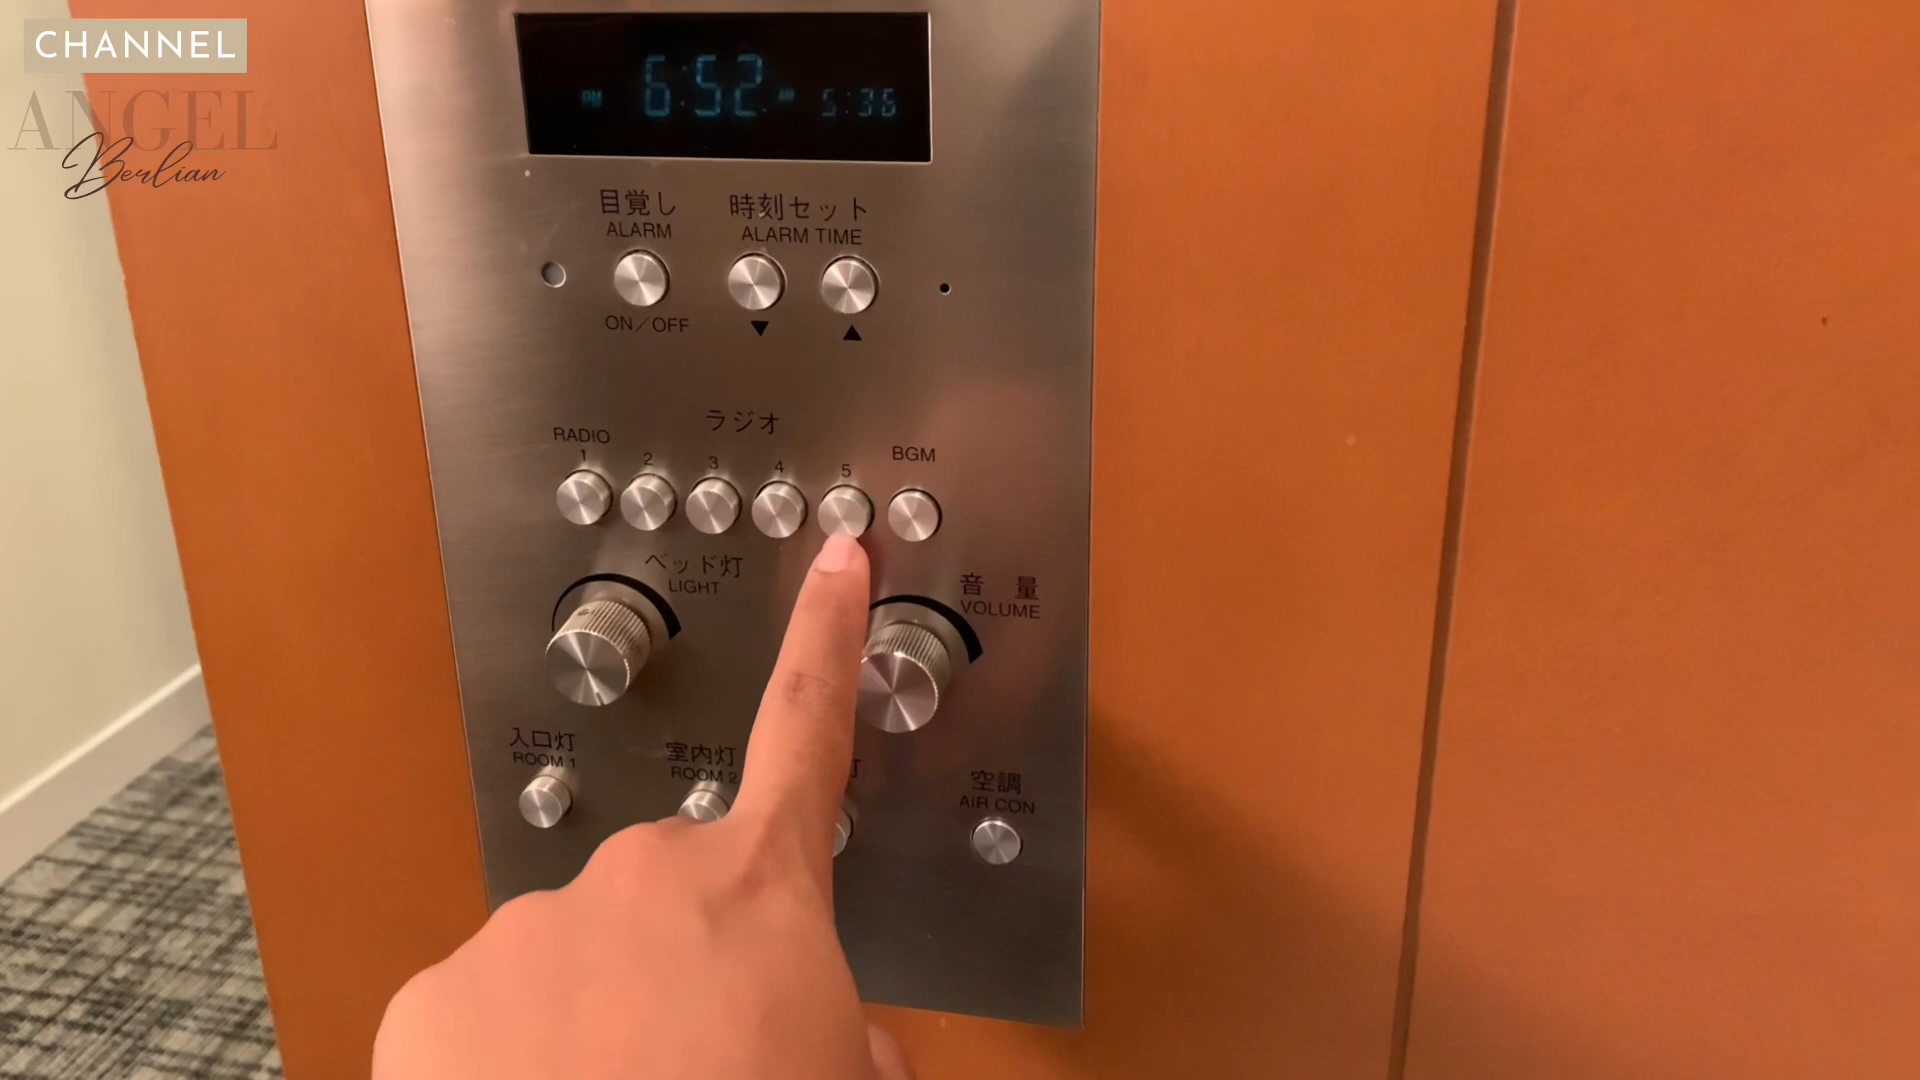 CHANNEL
ANGEL
Berlian
PM 6:52 AM 5:36
目覚し
ALARM
時刻セット
ALARM TIME
ON/OFF
▼
▲
ラジオ
RADIO
1 2 3 4 5
BGM
ベッド灯
LIGHT
音 量
VOLUME
入口灯
ROOM 1
室内灯
ROOM 2
灯
空調
AIR CON